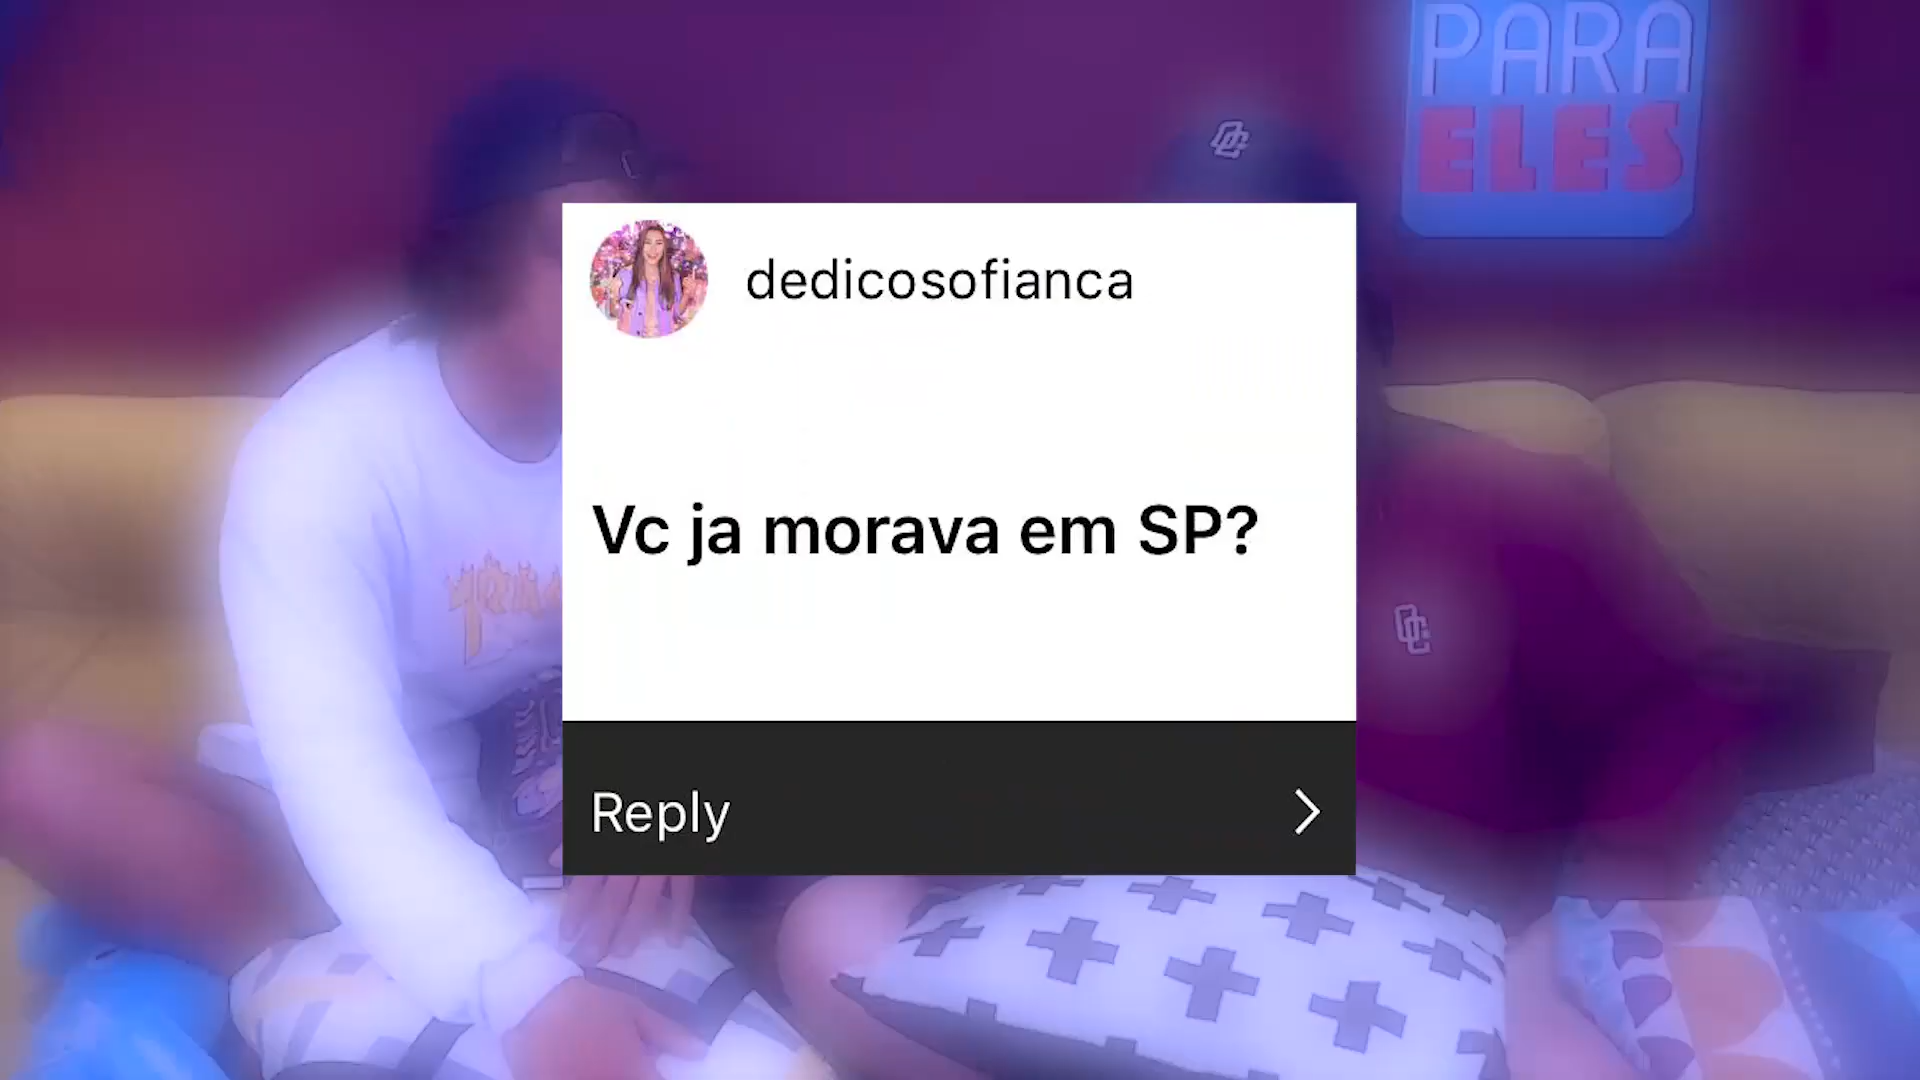 PARA
ELES
dedicosofianca
Vc ja morava em SP?
Reply